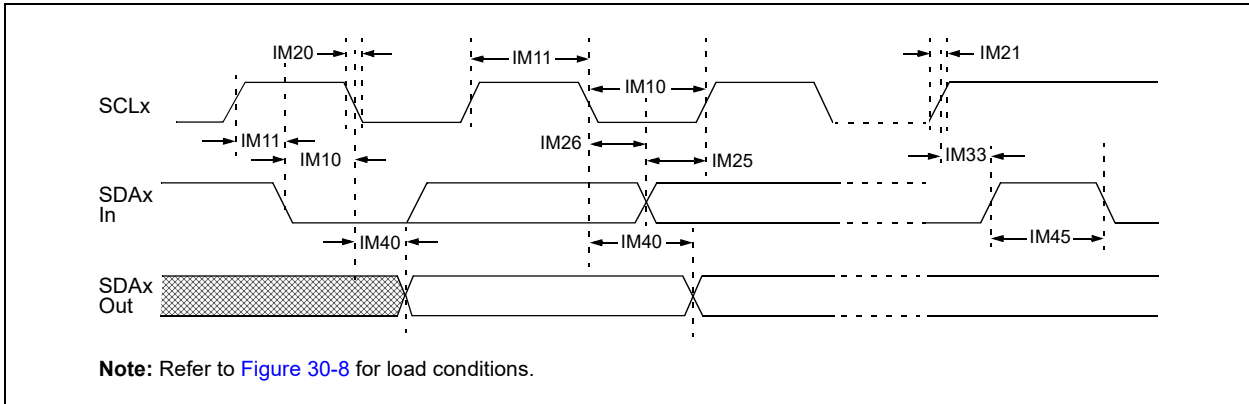 IM20
IM11
IM21
IM10
SCLx
IM11
IM26
IM33
IM10
IM25
SDAx
In
IM40
IM40
IM45
SDAx
Out
Note: Refer to Figure 30-8 for load conditions.